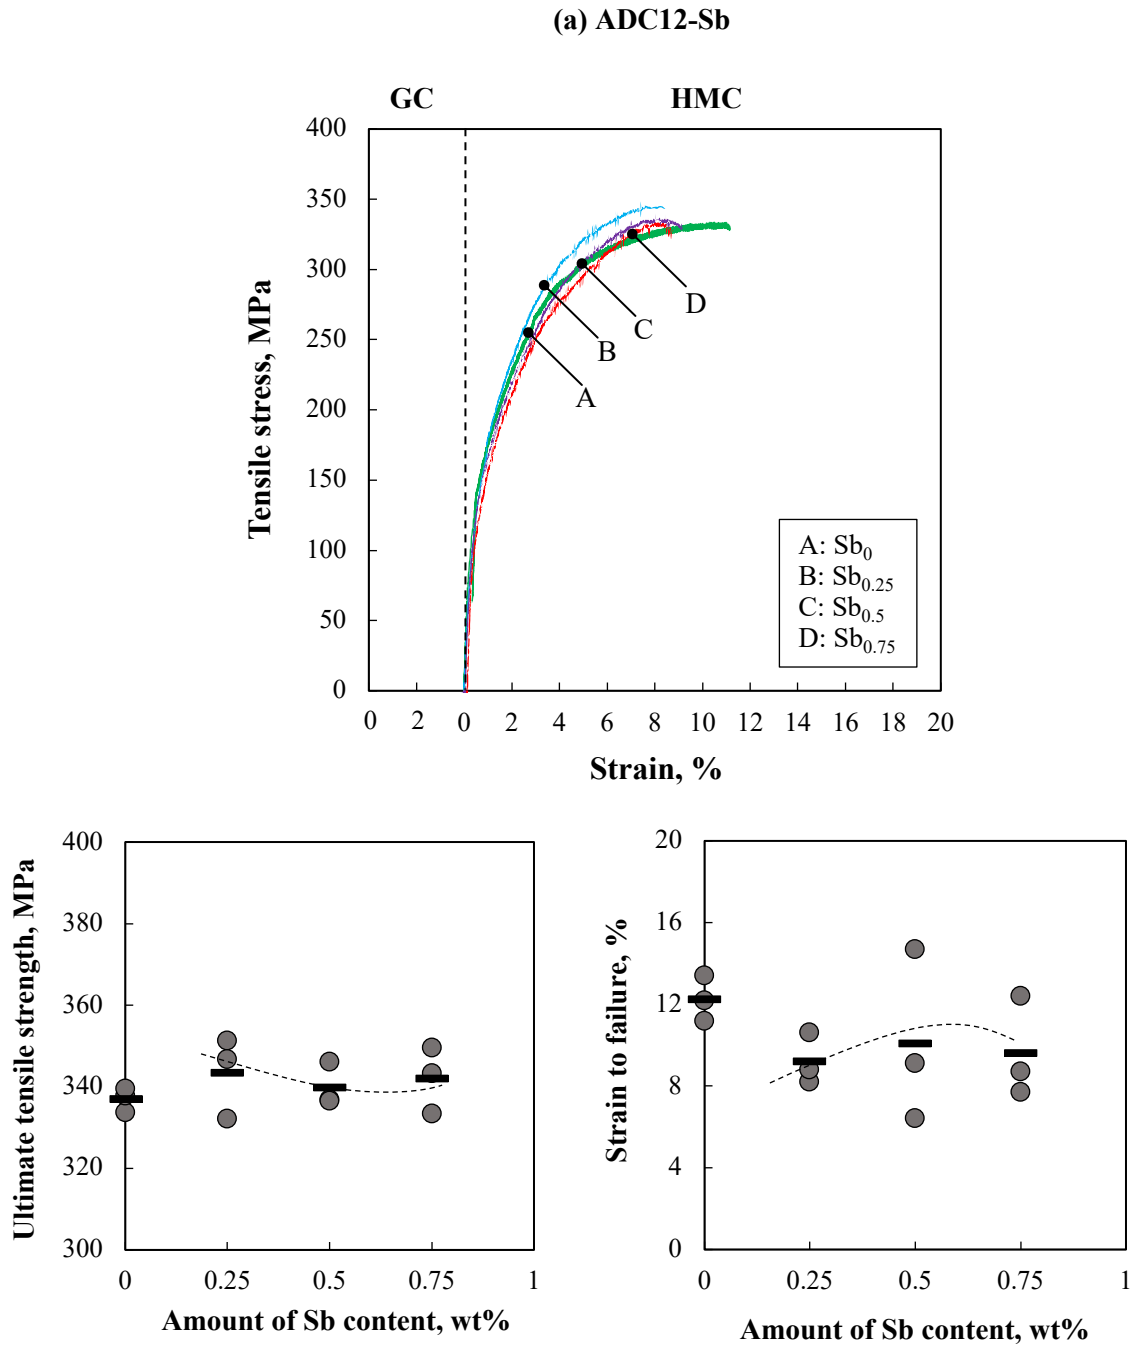 (a) ADC12-Sb
GC HMC
400
350
300
250
200
150
100
50
0
Tensile stress, MPa
A
B
C
D
A: Sb0
B: Sb0.25
C: Sb0.5
D: Sb0.75
0 2 0 2 4 6 8 10 12 14 16 18 20
Strain, %
400
380
360
340
320
300
Ultimate tensile strength, MPa
0 0.25 0.5 0.75 1
Amount of Sb content, wt%
20
16
12
8
4
0
Strain to failure, %
0 0.25 0.5 0.75 1
Amount of Sb content, wt%